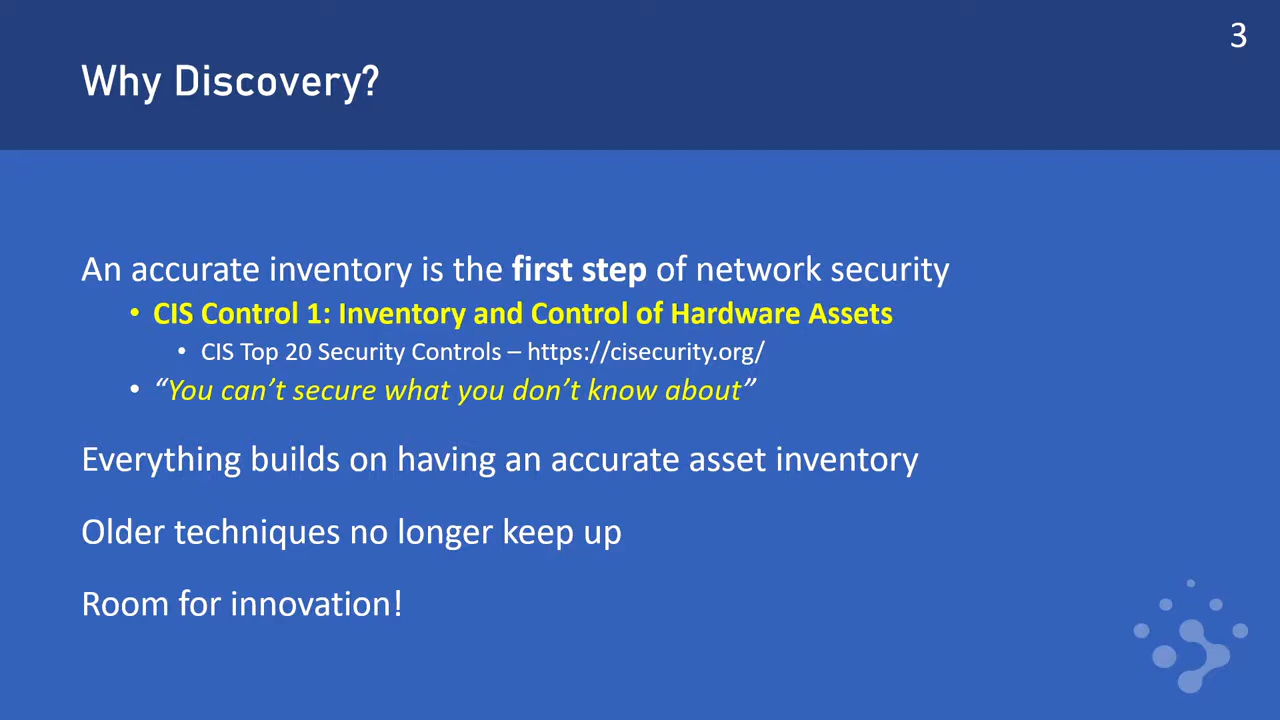 3
Why Discovery?
An accurate inventory is the first step of network security
• CIS Control 1: Inventory and Control of Hardware Assets
• CIS Top 20 Security Controls – https://cisecurity.org/
• “You can’t secure what you don’t know about”
Everything builds on having an accurate asset inventory
Older techniques no longer keep up
Room for innovation!